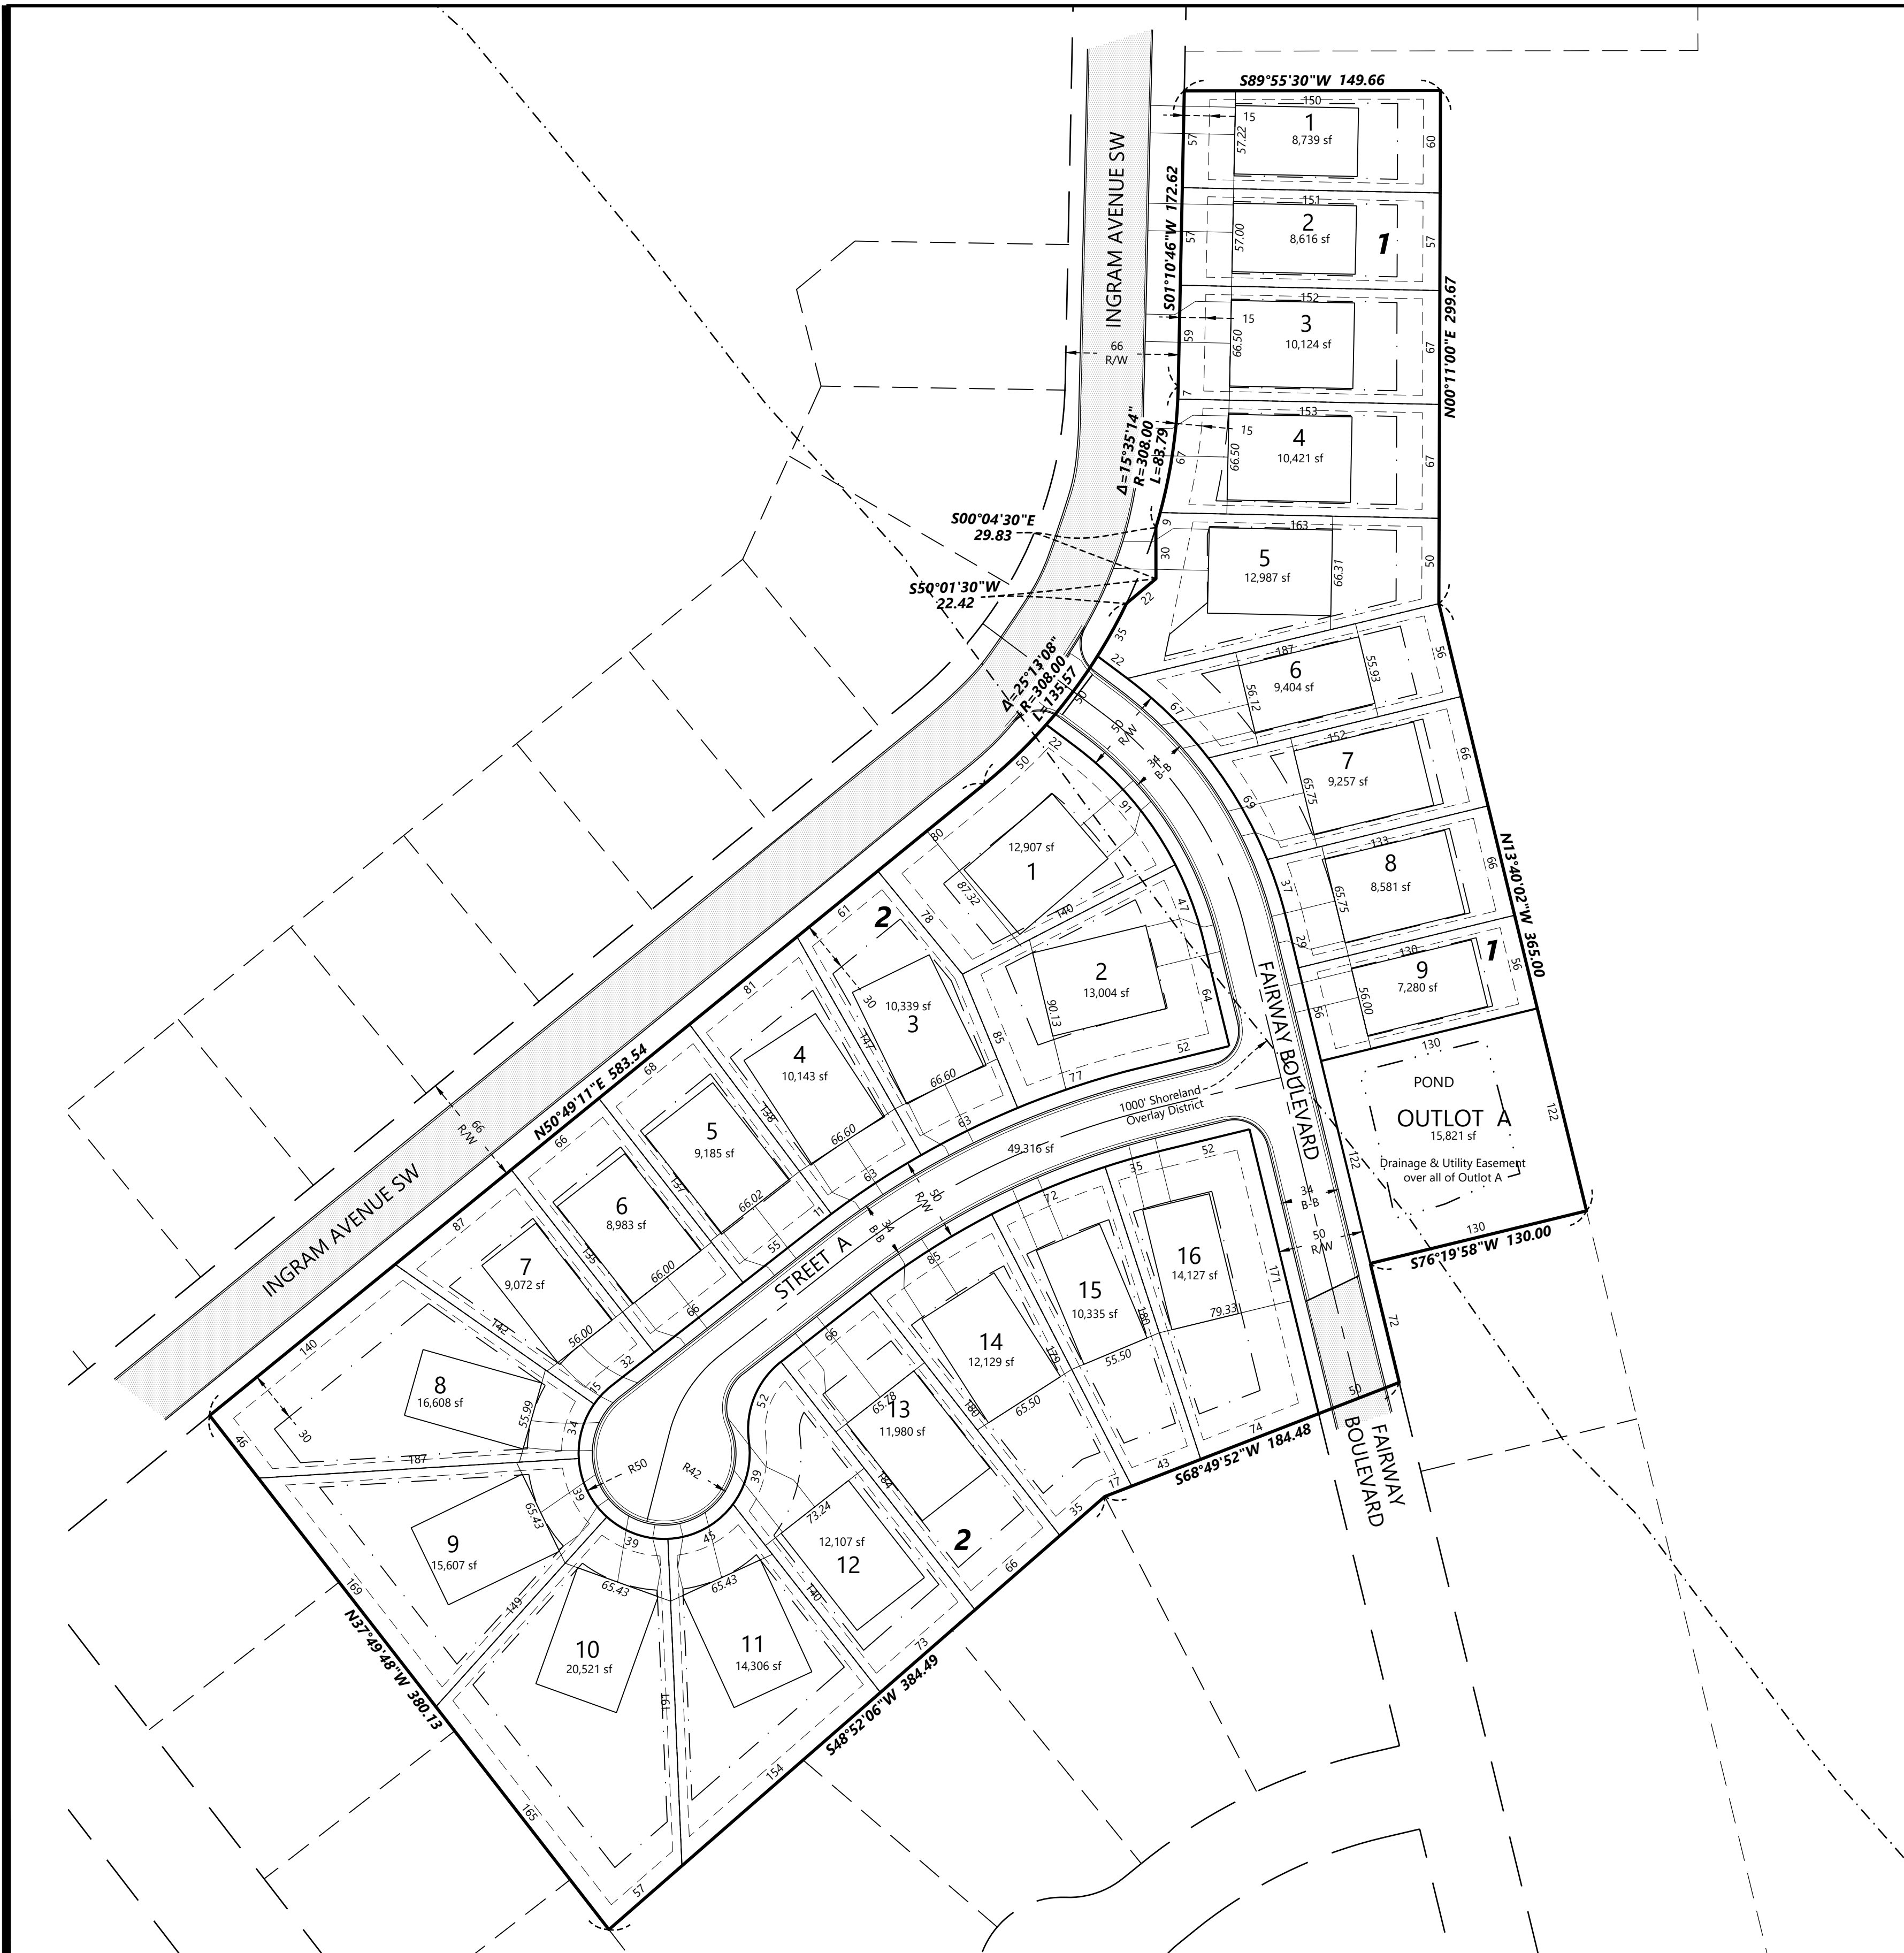 S89°55'30"W 149.66
INGRAM AVENUE SW
S01°10'46"W 172.62
N00°11'00"E 299.67
150
15
57
57.22
1
8,739 sf
60
151
57
57.00
2
8,616 sf
1
57
152
15
59
66.50
3
10,124 sf
67
66
R/W
7
153
15
67
66.50
4
10,421 sf
67
Δ=15°35'14"
R=308.00
L=83.79
S00°04'30"E
29.83
9
30
163
5
12,987 sf
66.31
50
S50°01'30"W
22.42
22
35
22
Δ=25°13'08"
R=308.00
L=135.57
50
187
6
9,404 sf
56.12
55.93
56
67
50
R/W
34
B-B
152
7
9,257 sf
65.75
66
69
133
8
8,581 sf
65.75
66
37
29
N13°40'02"W 365.00
130
9
7,280 sf
56.00
56
56
1
FAIRWAY BOULEVARD
130
POND
OUTLOT A
15,821 sf
Drainage & Utility Easement
over all of Outlot A
122
122
130
S76°19'58"W 130.00
22
50
91
80
12,907 sf
1
87.32
78
140
47
2
13,004 sf
90.13
64
85
52
77
2
61
30
10,339 sf
3
66.60
147
63
81
4
10,143 sf
66.60
138
63
68
5
9,185 sf
66.02
137
11
N50°49'11"E 583.54
66
R/W
66
6
8,983 sf
66.00
135
55
66
87
7
9,072 sf
56.00
142
32
15
INGRAM AVENUE SW
STREET A
1000' Shoreland
Overlay District
49,316 sf
50
R/W
34
B-B
140
8
16,608 sf
55.99
34
30
46
187
R50
R42
9
15,607 sf
65.43
39
169
149
N37°49'48"W 380.13
39
65.43
10
20,521 sf
165
191
57
45
65.43
11
14,306 sf
154
S48°52'06"W 384.49
52
39
73.24
12,107 sf
12
140
73
2
66
65.78
13
11,980 sf
184
66
85
14
12,129 sf
65.50
180
35
72
15
10,335 sf
55.50
179
17
43
35
52
16
14,127 sf
79.33
180
171
74
S68°49'52"W 184.48
34
B-B
50
R/W
72
50
FAIRWAY
BOULEVARD